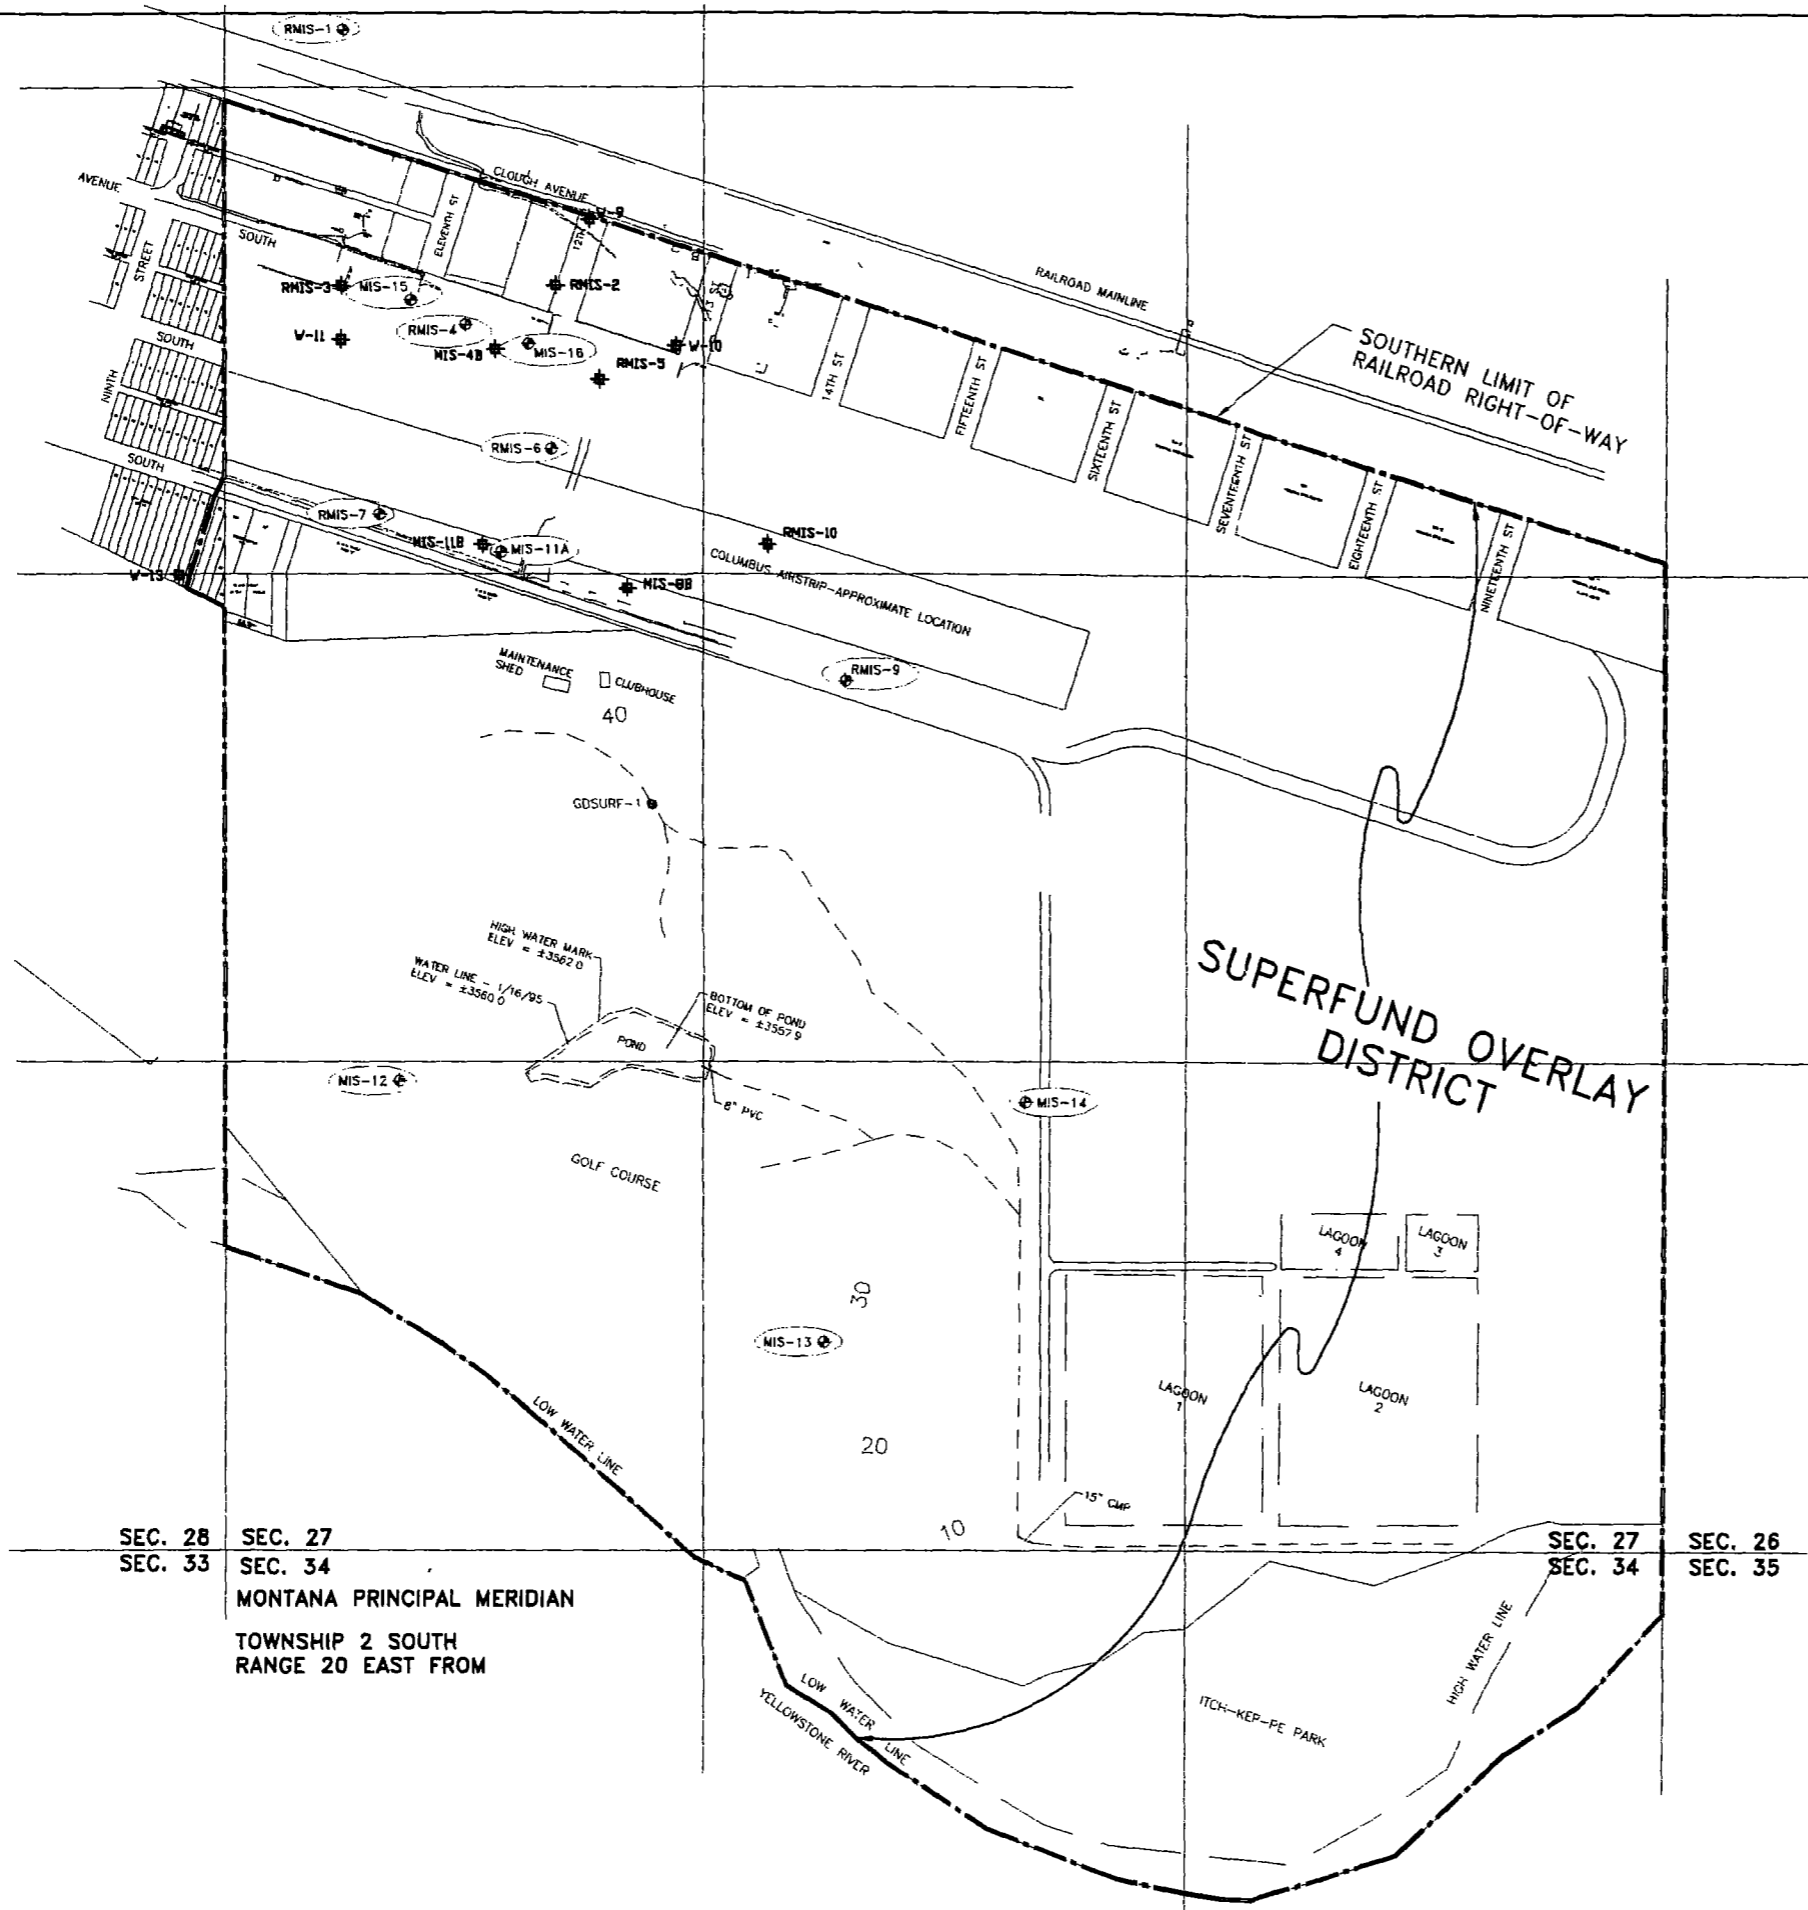 RMIS-1
AVENUE
CLOUGH AVENUE
W-9
ELEVENTH ST
12TH
SOUTH
STREET
RMIS-3
MIS-15
RMIS-2
RAILROAD MAINLINE
RMIS-4
W-11
MIS-4B
MIS-16
RMIS-5
W-10
SOUTH
NINTH
14TH ST
FIFTEENTH ST
SIXTEENTH ST
SEVENTEENTH ST
EIGHTEENTH ST
NINETEENTH ST
SOUTHERN LIMIT OF
RAILROAD RIGHT-OF-WAY
RMIS-6
SOUTH
RMIS-7
MIS-11B
MIS-11A
RMIS-10
W-13
MIS-8B
COLUMBUS AIRSTRIP-APPROXIMATE LOCATION
MAINTENANCE
SHED
CLUBHOUSE
RMIS-9
40
GDSURF-1
HIGH WATER MARK
ELEV = ±3562.0
WATER LINE - 1/16/95
ELEV = ±3560.0
BOTTOM OF POND
ELEV = ±3557.9
POND
SUPERFUND OVERLAY
DISTRICT
MIS-12
8" PVC
MIS-14
GOLF COURSE
LAGOON
4
LAGOON
3
30
MIS-13
LAGOON
1
LAGOON
2
LOW WATER LINE
20
15" CMP
10
SEC. 28 SEC. 27
SEC. 33 SEC. 34
SEC. 27 SEC. 26
SEC. 34 SEC. 35
MONTANA PRINCIPAL MERIDIAN
TOWNSHIP 2 SOUTH
RANGE 20 EAST FROM
HIGH WATER LINE
LOW WATER LINE
YELLOWSTONE RIVER
ITCH-KEP-PE PARK